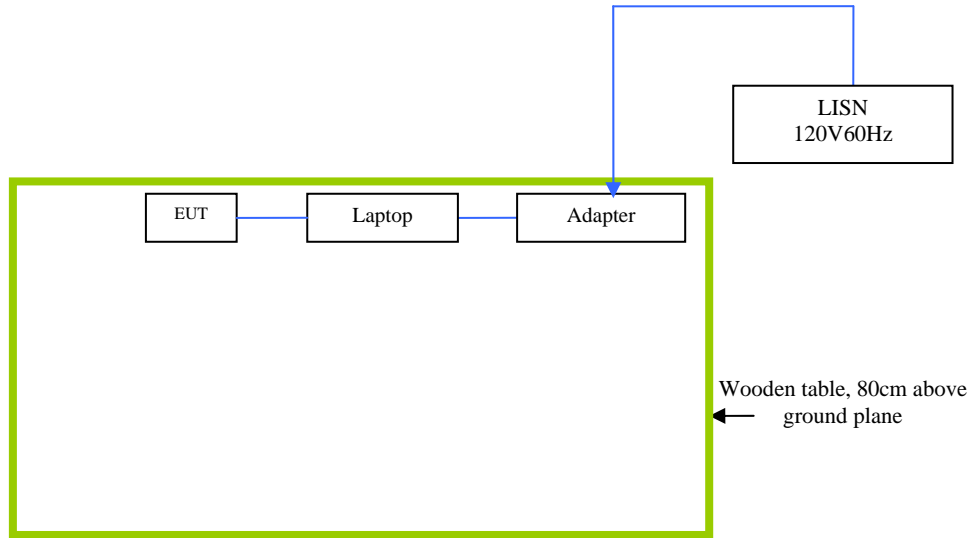 LISN
120V60Hz
EUT
Laptop
Adapter
Wooden table, 80cm above
ground plane